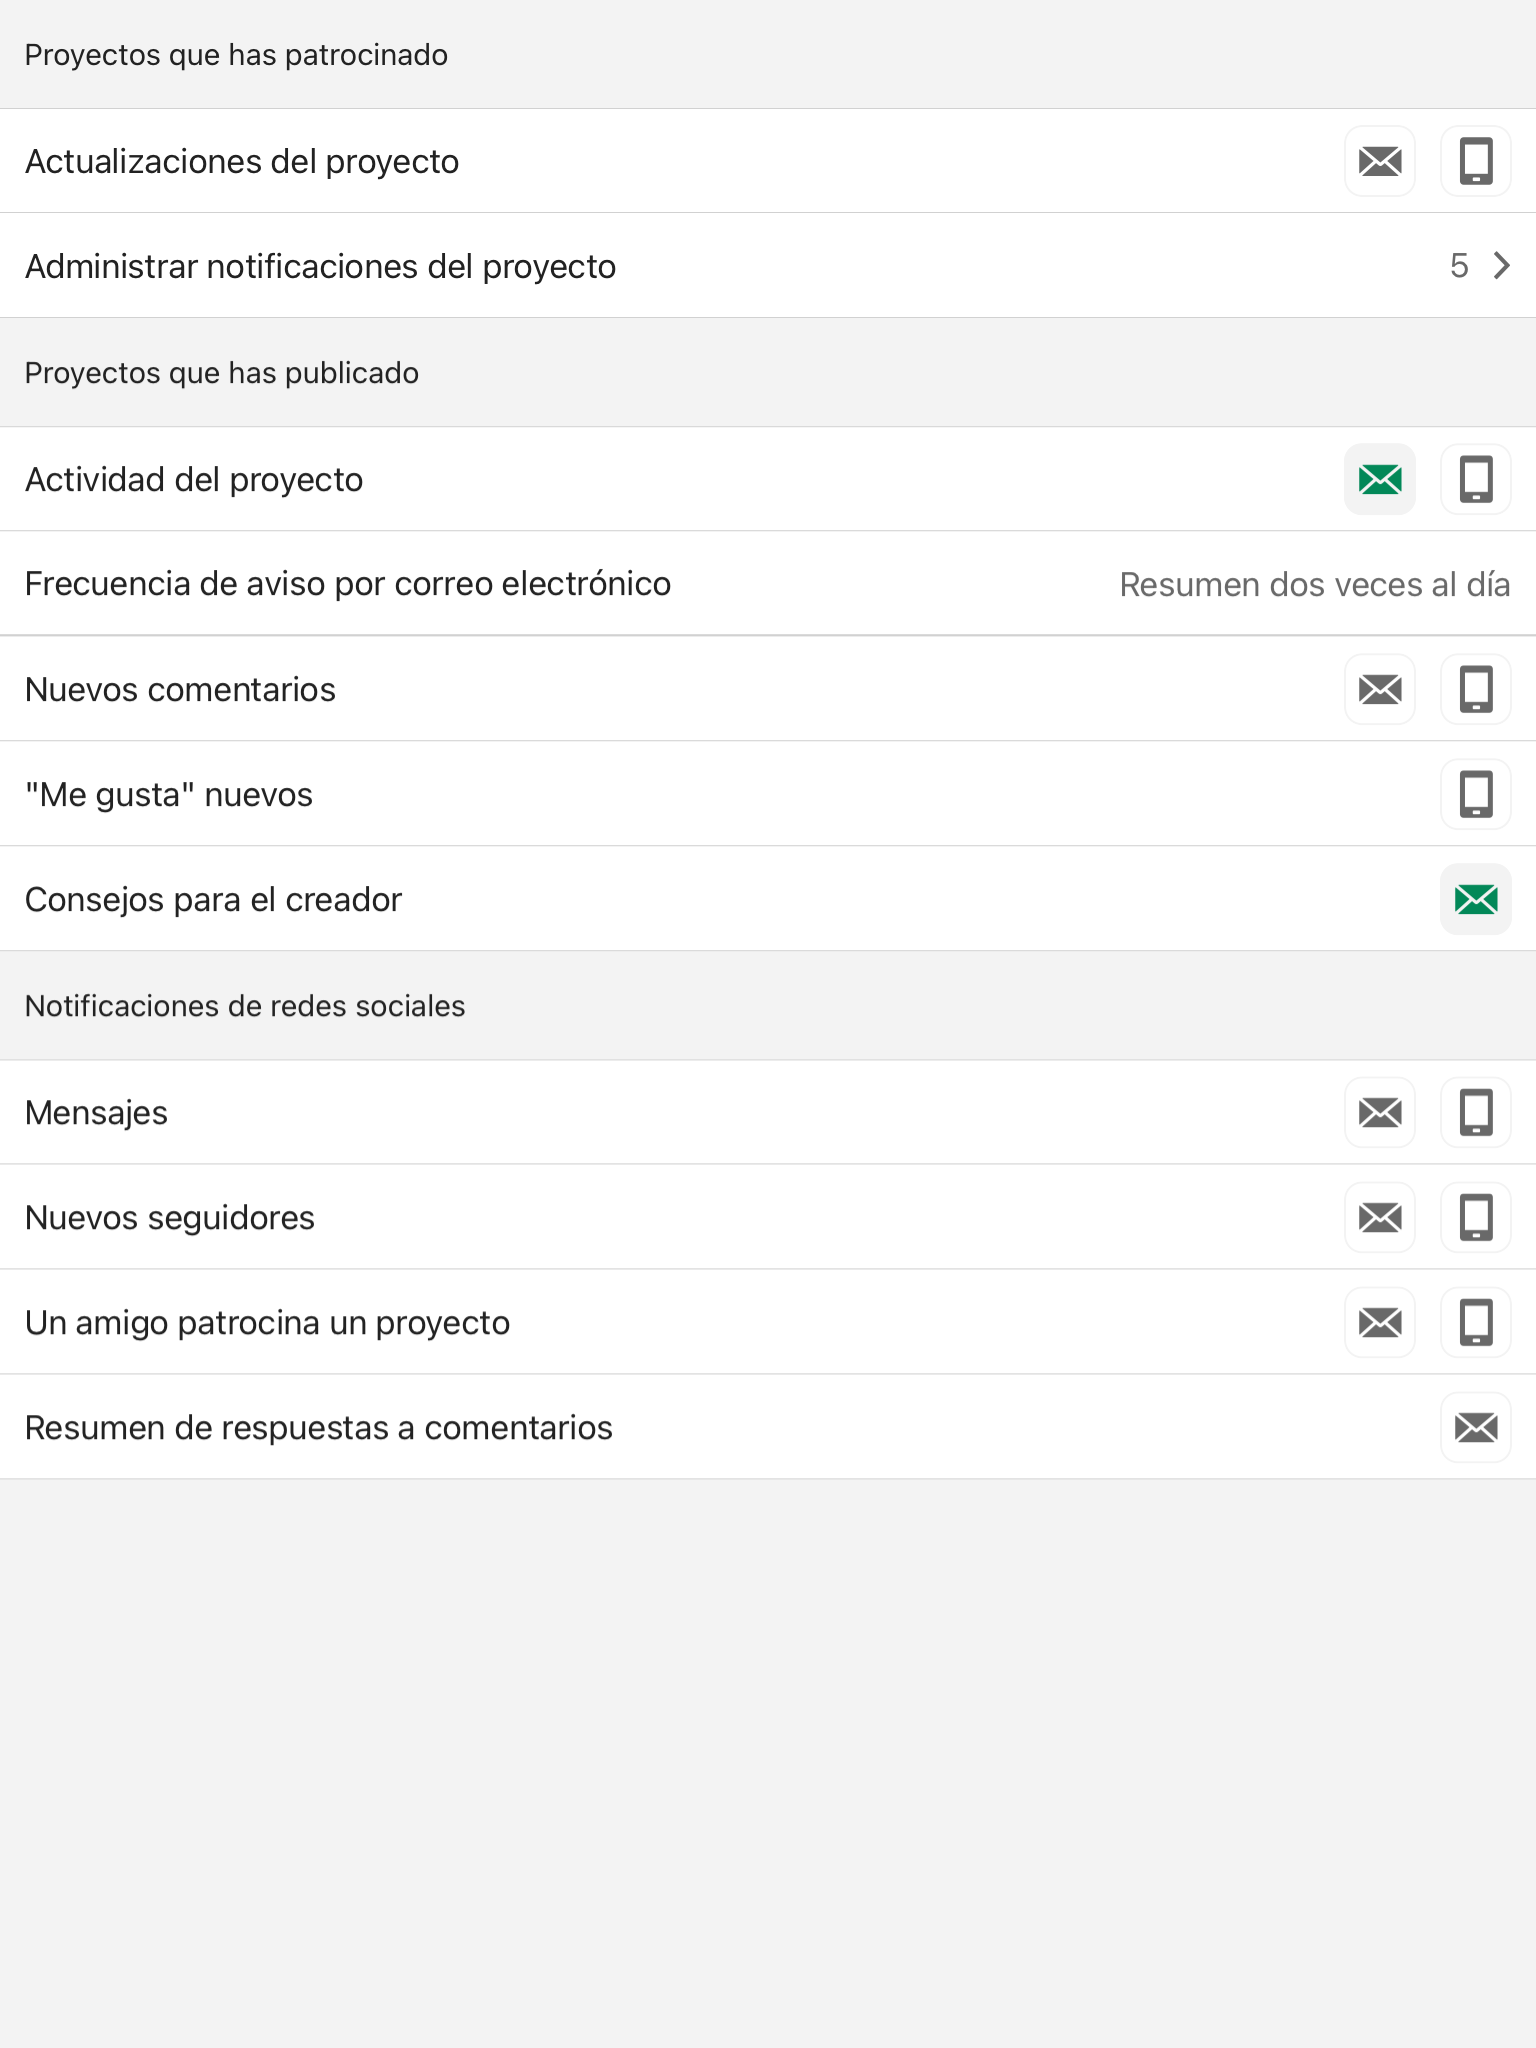 Proyectos que has patrocinado
Actualizaciones del proyecto
Administrar notificaciones del proyecto 5
Proyectos que has publicado
Actividad del proyecto
Frecuencia de aviso por correo electrónico Resumen dos veces al día
Nuevos comentarios
"Me gusta" nuevos
Consejos para el creador
Notificaciones de redes sociales
Mensajes
Nuevos seguidores
Un amigo patrocina un proyecto
Resumen de respuestas a comentarios